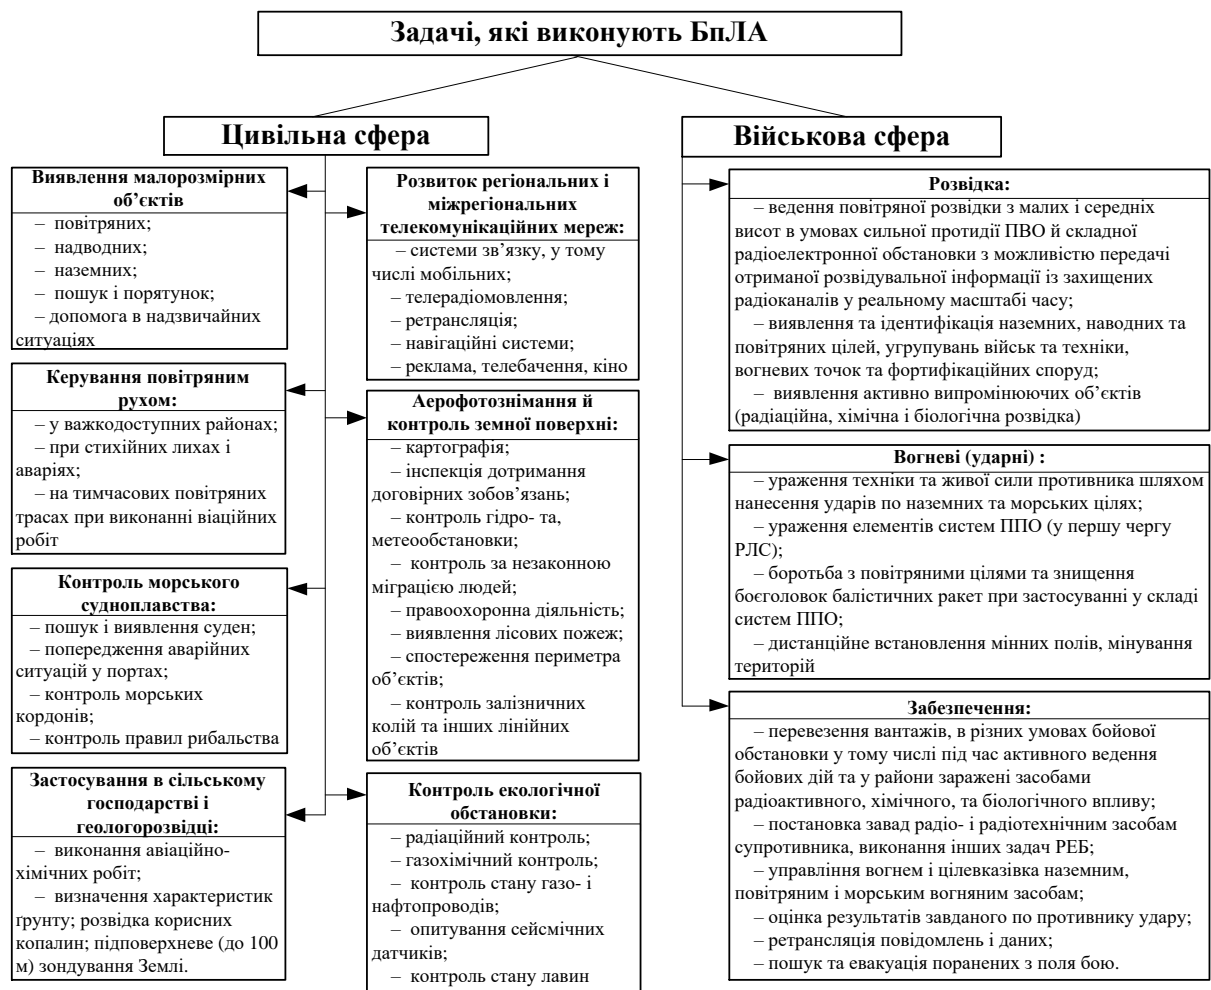 Задачі, які виконують БпЛА
Цивільна сфера
Виявлення малорозмірних
об’єктів
– повітряних;
– надводних;
– наземних;
– пошук і порятунок;
– допомога в надзвичайних
ситуаціях
Керування повітряним
рухом:
– у важкодоступних районах;
– при стихійних лихах і
аваріях;
– на тимчасових повітряних
трасах при виконанні віаційних
робіт
Контроль морського
судноплавства:
– пошук і виявлення суден;
– попередження аварійних
ситуацій у портах;
– контроль морських
кордонів;
– контроль правил рибальства
Застосування в сільському
господарстві і
геологорозвідці:
– виконання авіаційно-
хімічних робіт;
– визначення характеристик
ґрунту; розвідка корисних
копалин; підповерхневе (до 100
м) зондування Землі.
Розвиток регіональних і
міжрегіональних
телекомунікаційних мереж:
– системи зв’язку, у тому
числі мобільних;
– телерадіомовлення;
– ретрансляція;
– навігаційні системи;
– реклама, телебачення, кіно
Аерофотознімання й
контроль земної поверхні:
– картографія;
– інспекція дотримання
договірних зобов’язань;
– контроль гідро- та,
метеообстановки;
– контроль за незаконною
міграцією людей;
– правоохоронна діяльність;
– виявлення лісових пожеж;
– спостереження периметра
об’єктів;
– контроль залізничних
колій та інших лінійних
об’єктів
Контроль екологічної
обстановки:
– радіаційний контроль;
– газохімічний контроль;
– контроль стану газо- і
нафтопроводів;
– опитування сейсмічних
датчиків;
– контроль стану лавин
Військова сфера
Розвідка:
– ведення повітряної розвідки з малих і середніх
висот в умовах сильної протидії ПВО й складної
радіоелектронної обстановки з можливістю передачі
отриманої розвідувальної інформації із захищених
радіоканалів у реальному масштабі часу;
– виявлення та ідентифікація наземних, наводних та
повітряних цілей, угрупувань військ та техніки,
вогневих точок та фортифікаційних споруд;
– виявлення активно випромінюючих об’єктів
(радіаційна, хімічна і біологічна розвідка)
Вогневі (ударні) :
– ураження техніки та живої сили противника шляхом
нанесення ударів по наземних та морських цілях;
– ураження елементів систем ППО (у першу чергу
РЛС);
– боротьба з повітряними цілями та знищення
боєголовок балістичних ракет при застосуванні у складі
систем ППО;
– дистанційне встановлення мінних полів, мінування
територій
Забезпечення:
– перевезення вантажів, в різних умовах бойової
обстановки у тому числі під час активного ведення
бойових дій та у райони заражені засобами
радіоактивного, хімічного, та біологічного впливу;
– постановка завад радіо- і радіотехнічним засобам
супротивника, виконання інших задач РЕБ;
– управління вогнем і цілевказівка наземним,
повітряним і морським вогняним засобам;
– оцінка результатів завданого по противнику удару;
– ретрансляція повідомлень і даних;
– пошук та евакуація поранених з поля бою.